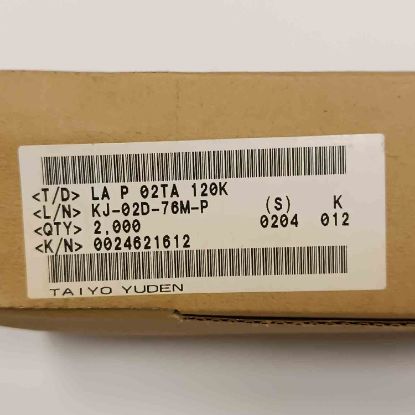 <T/D> LA P 02TA 120K
<L/N> KJ-02D-76M-P (S) K
<QTY> 2,000 0204 012
<K/N> 0024621612
TAIYO YUDEN